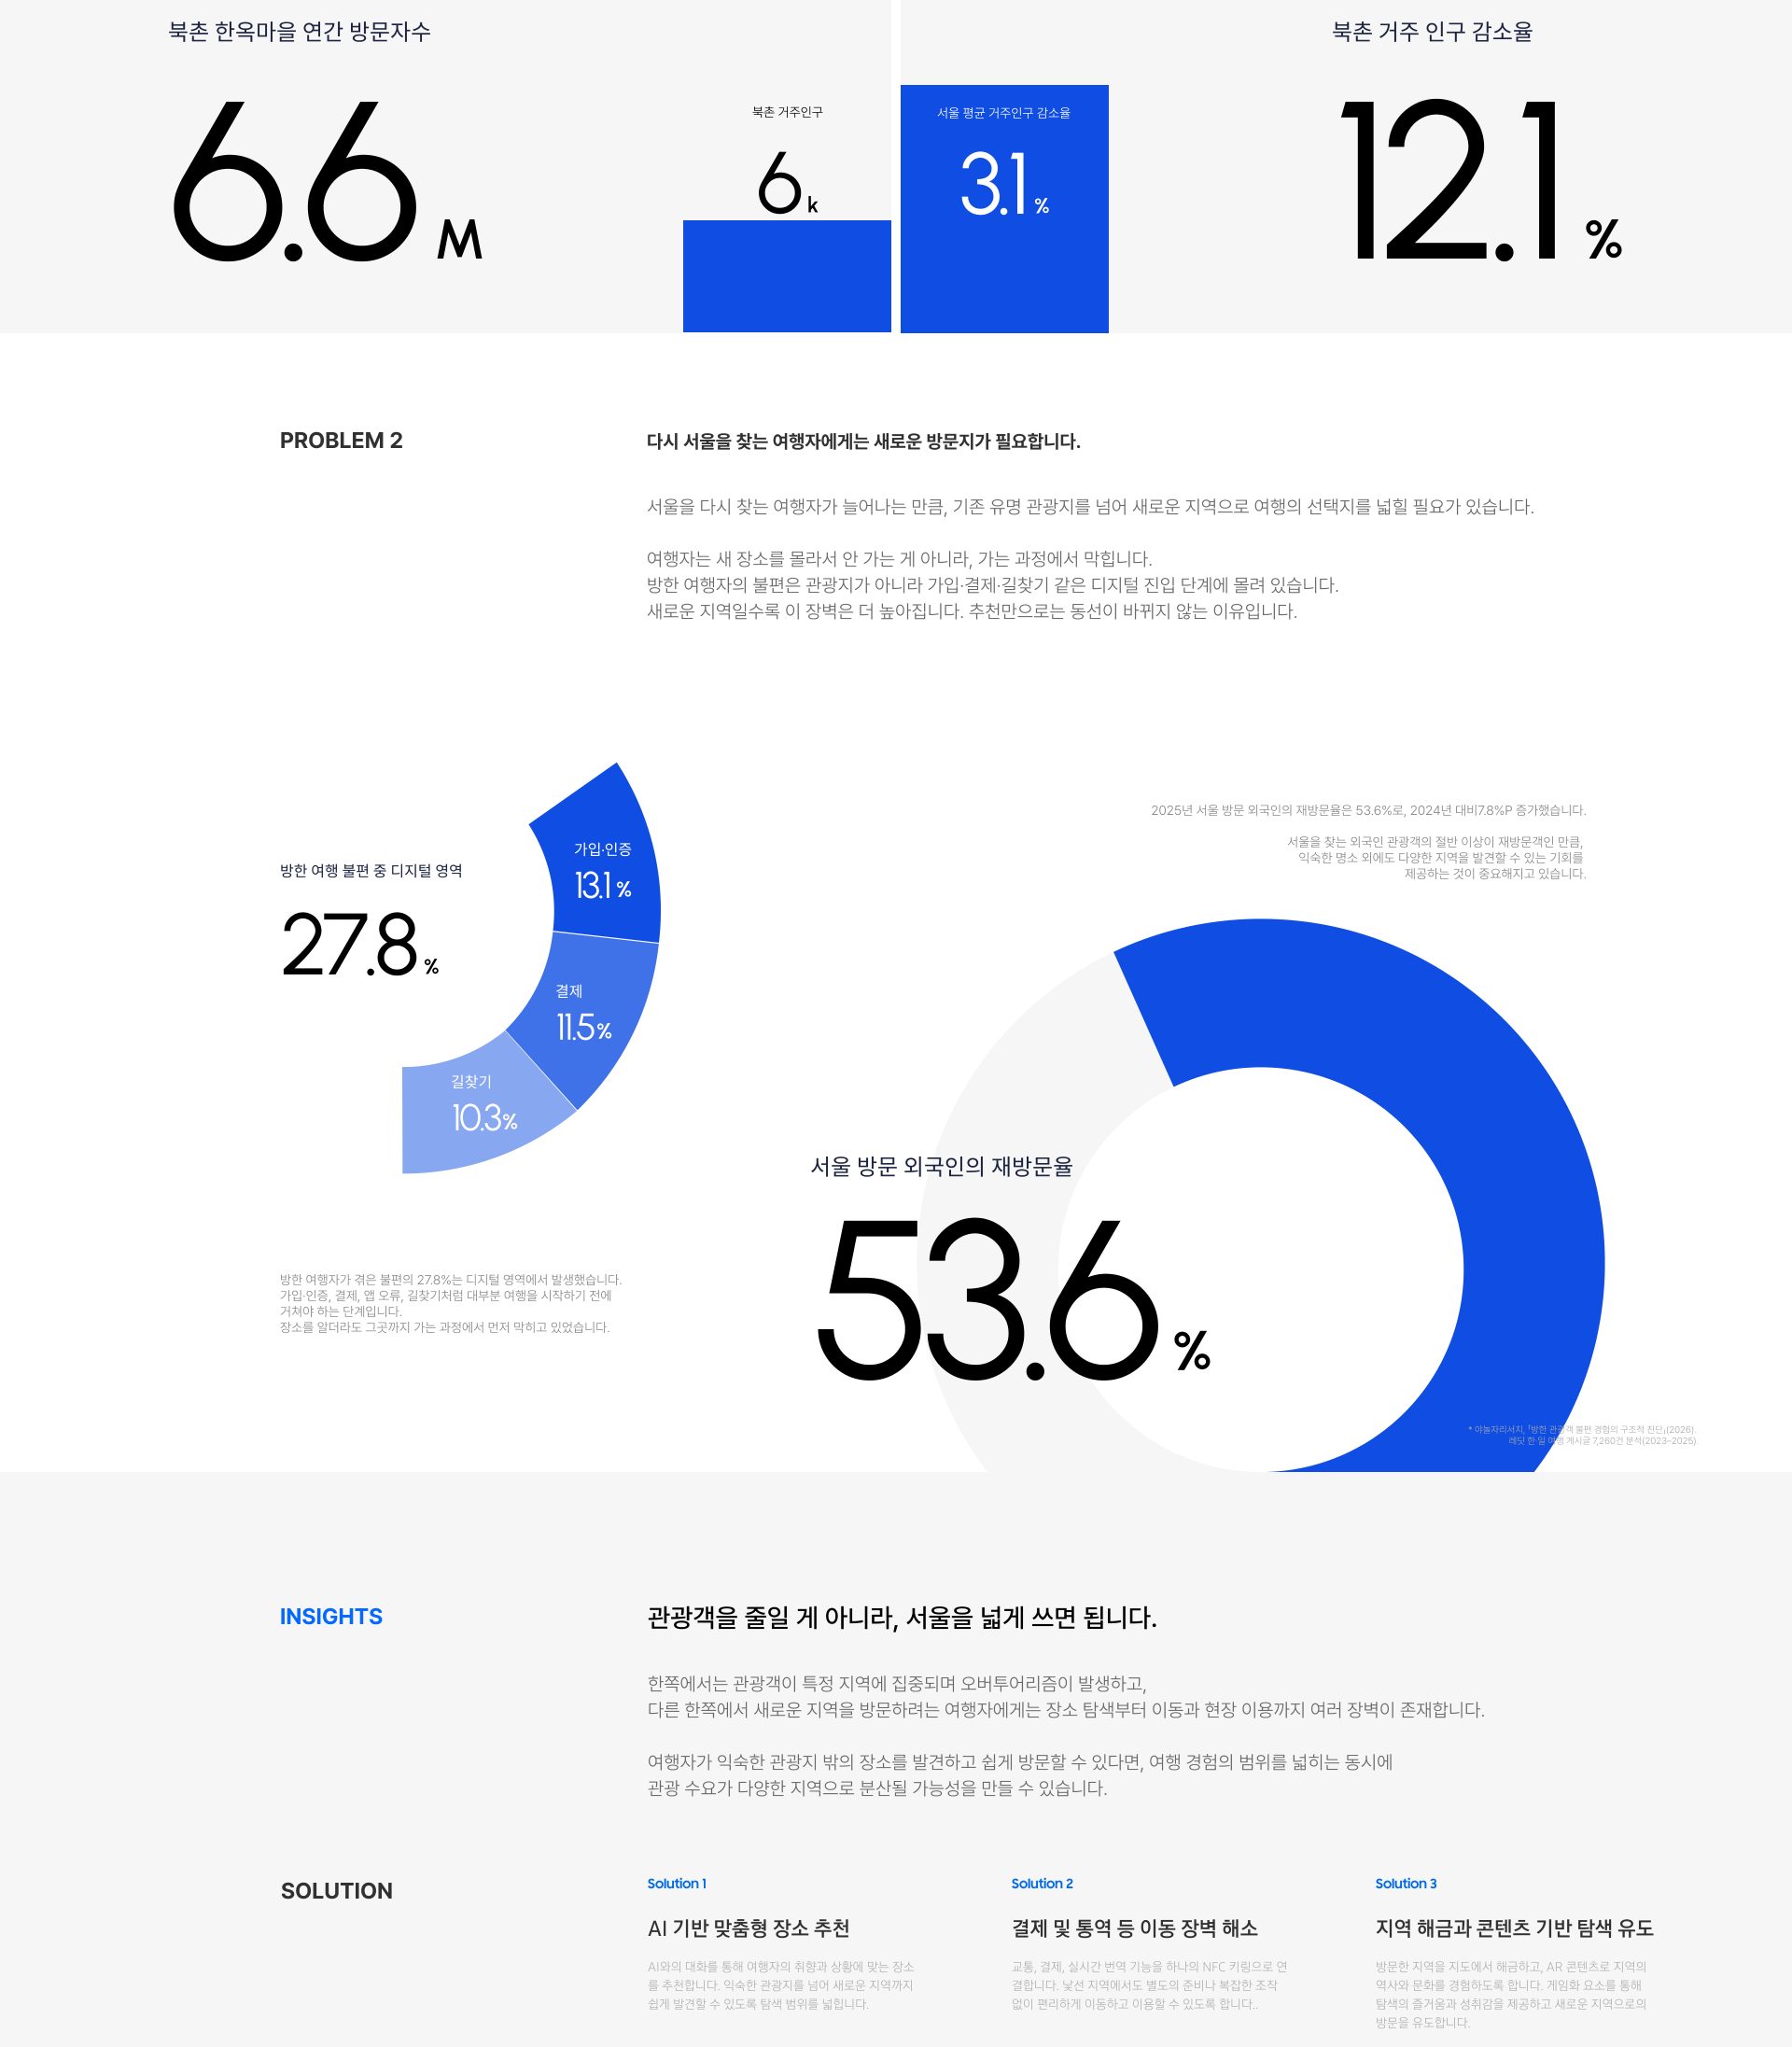 북촌 한옥마을 연간 방문자수
6.6 M
북촌 거주인구
6 k
서울 평균 거주인구 감소율
3.1 %
북촌 거주 인구 감소율
12.1 %
PROBLEM 2
다시 서울을 찾는 여행자에게는 새로운 방문지가 필요합니다.
서울을 다시 찾는 여행자가 늘어나는 만큼, 기존 유명 관광지를 넘어 새로운 지역으로 여행의 선택지를 넓힐 필요가 있습니다.
여행자는 새 장소를 몰라서 안 가는 게 아니라, 가는 과정에서 막힙니다.
방한 여행자의 불편은 관광지가 아니라 가입·결제·길찾기 같은 디지털 진입 단계에 몰려 있습니다.
새로운 지역일수록 이 장벽은 더 높아집니다. 추천만으로는 동선이 바뀌지 않는 이유입니다.
방한 여행 불편 중 디지털 영역
27.8 %
가입·인증
13.1 %
결제
11.5%
길찾기
10.3%
방한 여행자가 겪은 불편의 27.8%는 디지털 영역에서 발생했습니다.
가입·인증, 결제, 앱 오류, 길찾기처럼 대부분 여행을 시작하기 전에
거쳐야 하는 단계입니다.
장소를 알더라도 그곳까지 가는 과정에서 먼저 막히고 있었습니다.
2025년 서울 방문 외국인의 재방문율은 53.6%로, 2024년 대비7.8%P 증가했습니다.
서울을 찾는 외국인 관광객의 절반 이상이 재방문객인 만큼,
익숙한 명소 외에도 다양한 지역을 발견할 수 있는 기회를
제공하는 것이 중요해지고 있습니다.
서울 방문 외국인의 재방문율
53.6 %
* 야놀자리서치, 「방한 관광객 불편 경험의 구조적 진단」(2026).
레딧 한·일 여행 게시글 7,260건 분석(2023–2025).
INSIGHTS
관광객을 줄일 게 아니라, 서울을 넓게 쓰면 됩니다.
한쪽에서는 관광객이 특정 지역에 집중되며 오버투어리즘이 발생하고,
다른 한쪽에서 새로운 지역을 방문하려는 여행자에게는 장소 탐색부터 이동과 현장 이용까지 여러 장벽이 존재합니다.
여행자가 익숙한 관광지 밖의 장소를 발견하고 쉽게 방문할 수 있다면, 여행 경험의 범위를 넓히는 동시에
관광 수요가 다양한 지역으로 분산될 가능성을 만들 수 있습니다.
SOLUTION
Solution 1
AI 기반 맞춤형 장소 추천
AI와의 대화를 통해 여행자의 취향과 상황에 맞는 장소
를 추천합니다. 익숙한 관광지를 넘어 새로운 지역까지
쉽게 발견할 수 있도록 탐색 범위를 넓힙니다.
Solution 2
결제 및 통역 등 이동 장벽 해소
교통, 결제, 실시간 번역 기능을 하나의 NFC 키링으로 연
결합니다. 낯선 지역에서도 별도의 준비나 복잡한 조작
없이 편리하게 이동하고 이용할 수 있도록 합니다..
Solution 3
지역 해금과 콘텐츠 기반 탐색 유도
방문한 지역을 지도에서 해금하고, AR 콘텐츠로 지역의
역사와 문화를 경험하도록 합니다. 게임화 요소를 통해
탐색의 즐거움과 성취감을 제공하고 새로운 지역으로의
방문을 유도합니다.